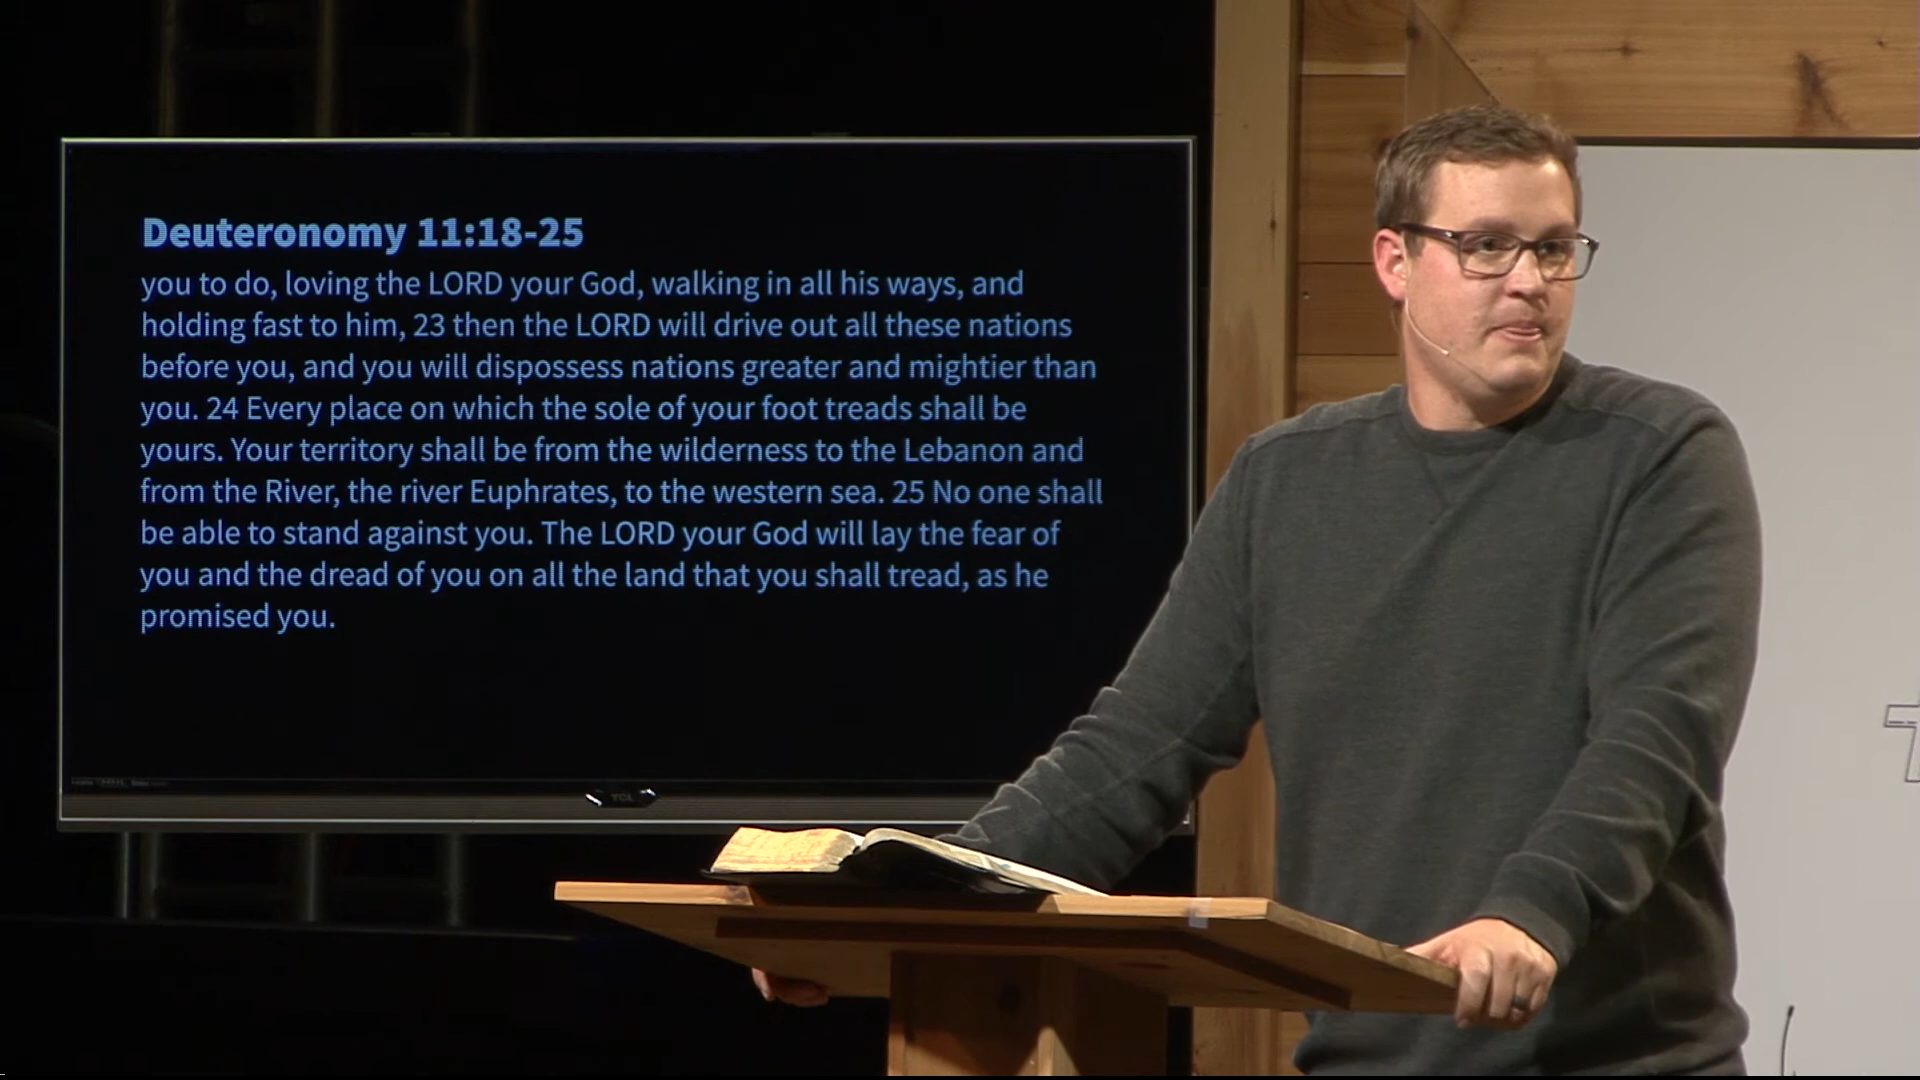 Deuteronomy 11:18-25
you to do, loving the LORD your God, walking in all his ways, and
holding fast to him, 23 then the LORD will drive out all these nations
before you, and you will dispossess nations greater and mightier than
you. 24 Every place on which the sole of your foot treads shall be
yours. Your territory shall be from the wilderness to the Lebanon and
from the River, the river Euphrates, to the western sea. 25 No one shall
be able to stand against you. The LORD your God will lay the fear of
you and the dread of you on all the land that you shall tread, as he
promised you.
TCL